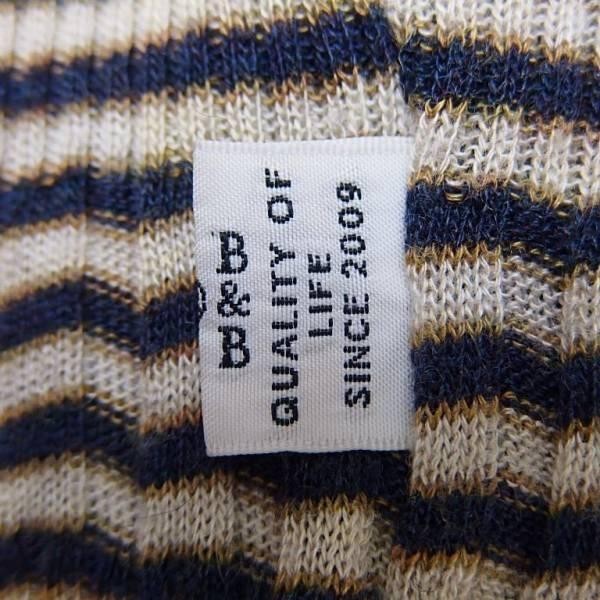 B&B
QUALITY OF
LIFE
SINCE 2009